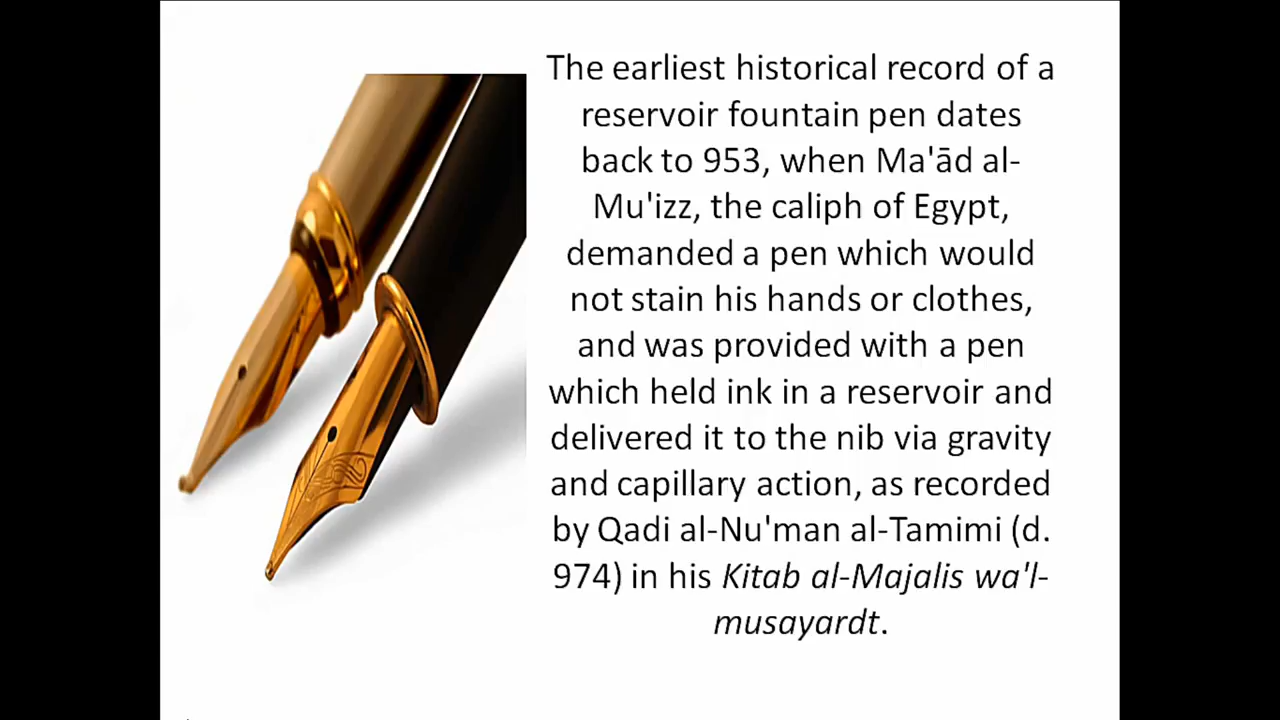 The earliest historical record of a
reservoir fountain pen dates
back to 953, when Ma'ād al-
Mu'izz, the caliph of Egypt,
demanded a pen which would
not stain his hands or clothes,
and was provided with a pen
which held ink in a reservoir and
delivered it to the nib via gravity
and capillary action, as recorded
by Qadi al-Nu'man al-Tamimi (d.
974) in his Kitab al-Majalis wa'l-
musayardt.